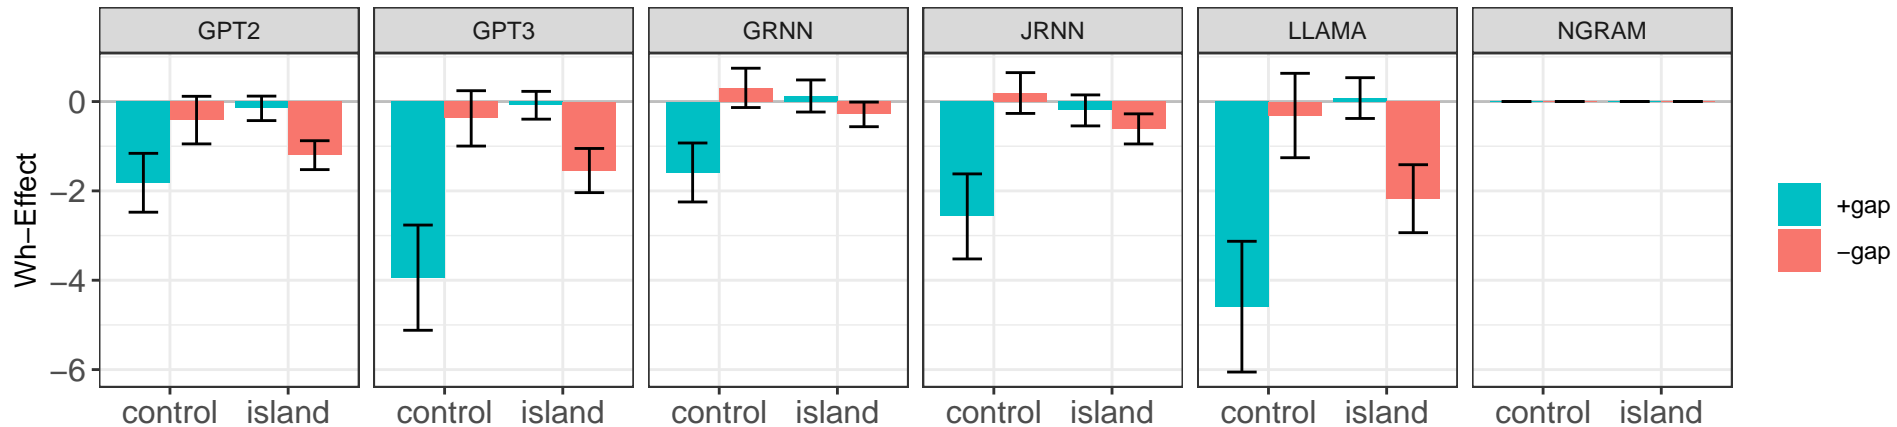 GPT2 GPT3 GRNN JRNN LLAMA NGRAM
Wh−Effect
0
−2
−4
−6
control island control island control island control island control island control island
+gap
−gap